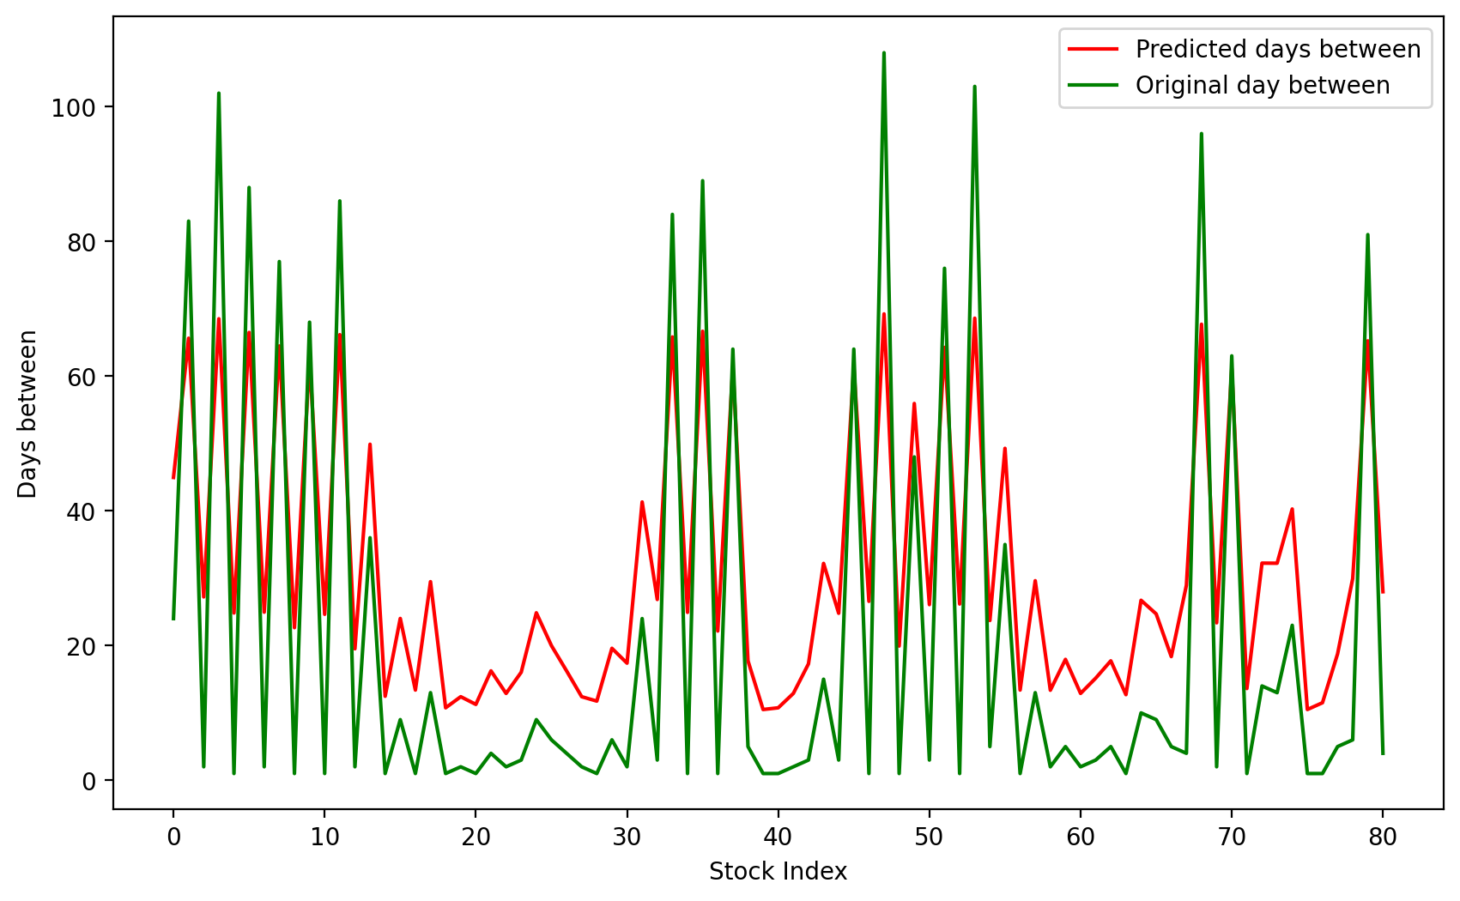 Predicted days between
Original day between
100
80
60
40
20
0
Days between
0 10 20 30 40 50 60 70 80
Stock Index